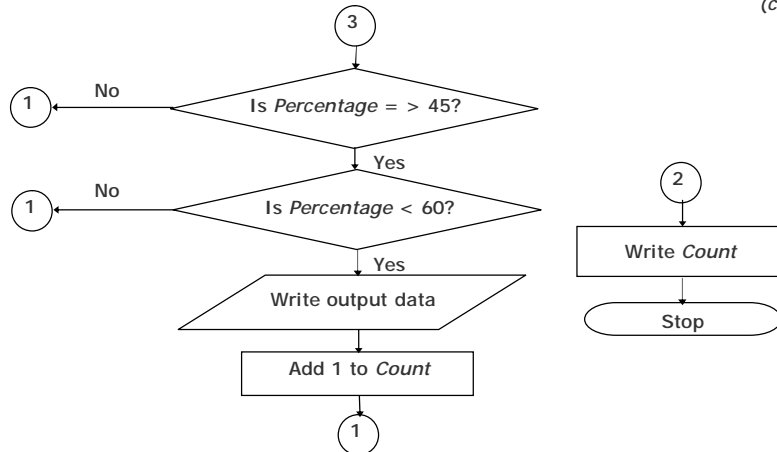 (c
3
No
1
Is Percentage = > 45?
Yes
No
1
Is Percentage < 60?
Yes
Write output data
Add 1 to Count
1
2
Write Count
Stop